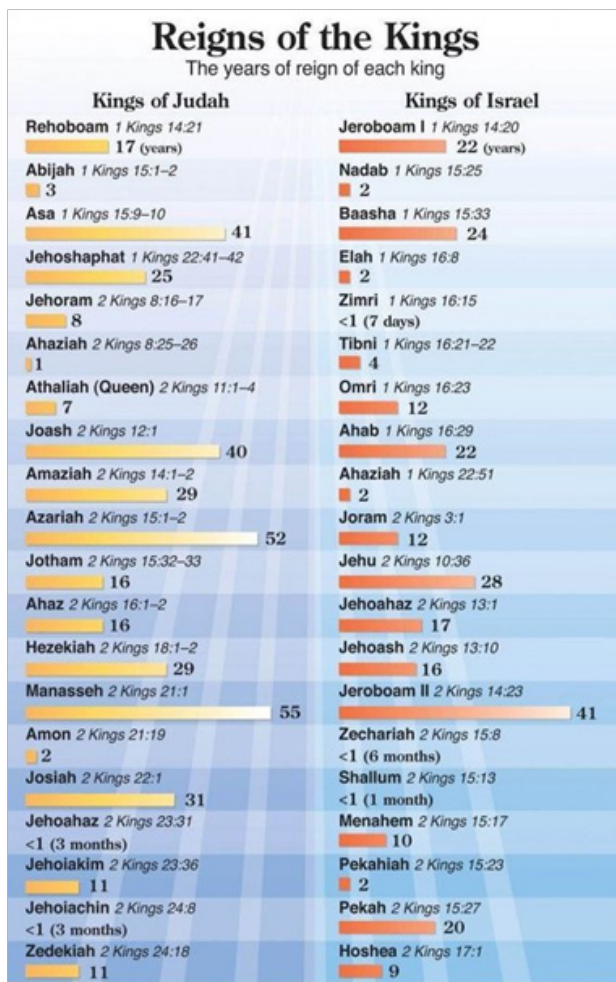 Reigns of the Kings
The years of reign of each king
Kings of Judah
Rehoboam 1 Kings 14:21
17 (years)
Abijah 1 Kings 15:1–2
3
Asa 1 Kings 15:9–10
41
Jehoshaphat 1 Kings 22:41–42
25
Jehoram 2 Kings 8:16–17
8
Ahaziah 2 Kings 8:25–26
1
Athaliah (Queen) 2 Kings 11:1–4
7
Joash 2 Kings 12:1
40
Amaziah 2 Kings 14:1–2
29
Azariah 2 Kings 15:1–2
52
Jotham 2 Kings 15:32–33
16
Ahaz 2 Kings 16:1–2
16
Hezekiah 2 Kings 18:1–2
29
Manasseh 2 Kings 21:1
55
Amon 2 Kings 21:19
2
Josiah 2 Kings 22:1
31
Jehoahaz 2 Kings 23:31
<1 (3 months)
Jehoiakim 2 Kings 23:36
11
Jehoiachin 2 Kings 24:8
<1 (3 months)
Zedekiah 2 Kings 24:18
11
Kings of Israel
Jeroboam I 1 Kings 14:20
22 (years)
Nadab 1 Kings 15:25
2
Baasha 1 Kings 15:33
24
Elah 1 Kings 16:8
2
Zimri 1 Kings 16:15
<1 (7 days)
Tibni 1 Kings 16:21–22
4
Omri 1 Kings 16:23
12
Ahab 1 Kings 16:29
22
Ahaziah 1 Kings 22:51
2
Joram 2 Kings 3:1
12
Jehu 2 Kings 10:36
28
Jehoahaz 2 Kings 13:1
17
Jehoash 2 Kings 13:10
16
Jeroboam II 2 Kings 14:23
41
Zechariah 2 Kings 15:8
<1 (6 months)
Shallum 2 Kings 15:13
<1 (1 month)
Menahem 2 Kings 15:17
10
Pekahiah 2 Kings 15:23
2
Pekah 2 Kings 15:27
20
Hoshea 2 Kings 17:1
9